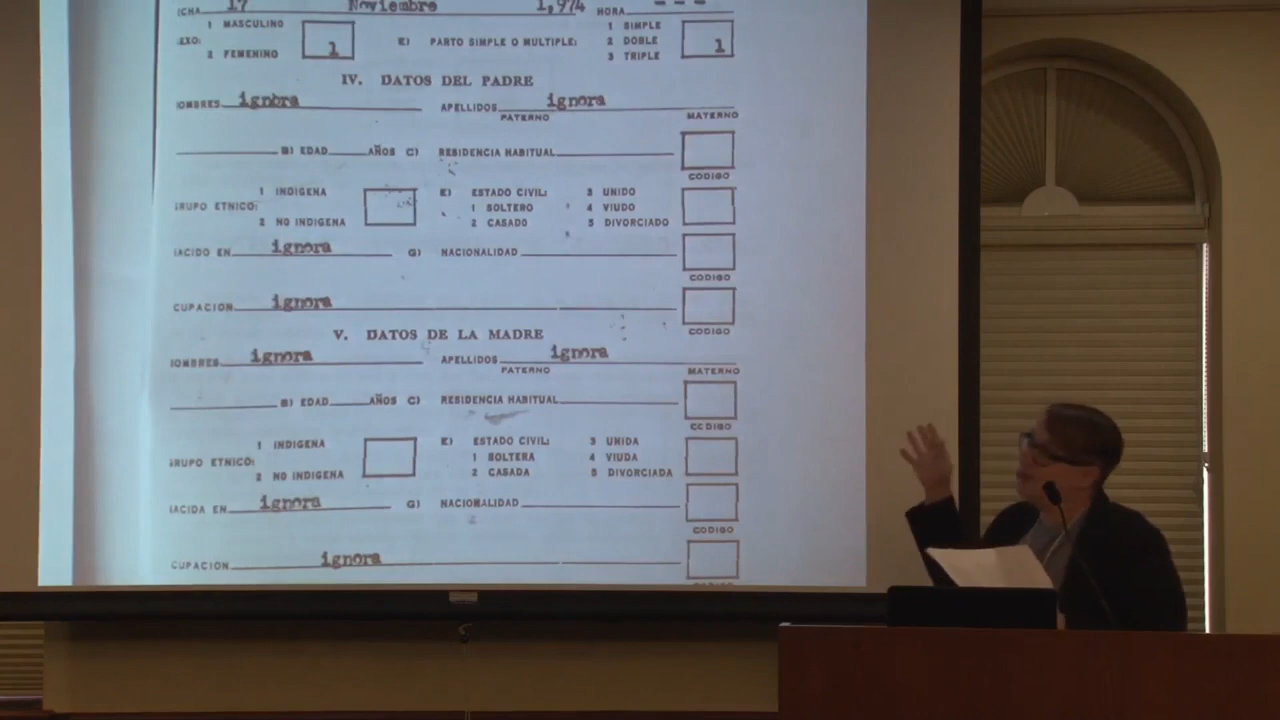 ECHA 17 Noviembre 1,974 HORA - - -
1 MASCULINO 1 SIMPLE
EXO: 1 E) PARTO SIMPLE O MULTIPLE: 2 DOBLE 1
2 FEMENINO 3 TRIPLE
IV. DATOS DEL PADRE
OMBRES ignora APELLIDOS ignora
PATERNO MATERNO
B) EDAD AÑOS C) RESIDENCIA HABITUAL
CODIGO
1 INDIGENA E) ESTADO CIVIL: 3 UNIDO
GRUPO ETNICO: 1 SOLTERO 4 VIUDO
2 NO INDIGENA 2 CASADO 5 DIVORCIADO
NACIDO EN ignora G) NACIONALIDAD
CODIGO
CUPACION ignora
CODIGO
V. DATOS DE LA MADRE
OMBRES ignora APELLIDOS ignora
PATERNO MATERNO
B) EDAD AÑOS C) RESIDENCIA HABITUAL
CODIGO
1 INDIGENA E) ESTADO CIVIL: 3 UNIDA
GRUPO ETNICO: 1 SOLTERA 4 VIUDA
2 NO INDIGENA 2 CASADA 5 DIVORCIADA
NACIDA EN ignora G) NACIONALIDAD
CODIGO
CUPACION ignora